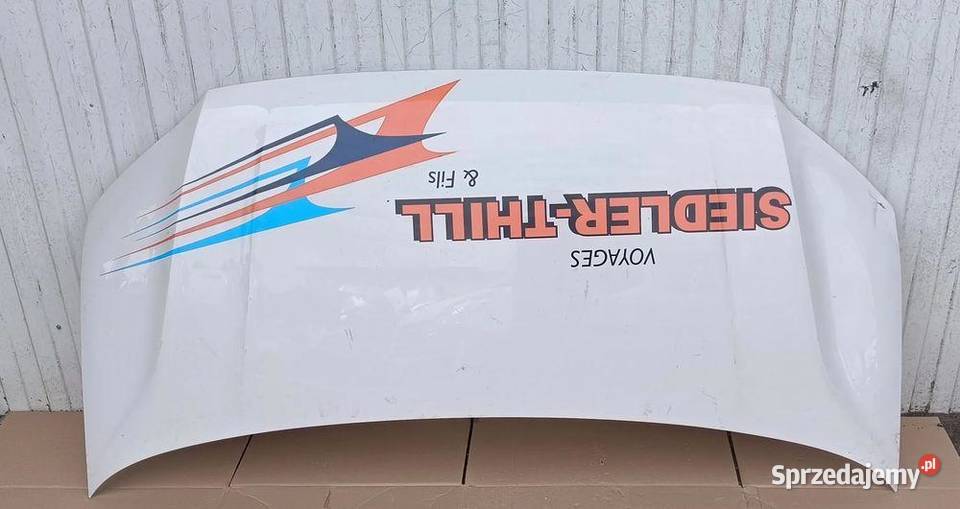 VOYAGES
SIEDLER-THILL
& Fils
Sprzedajemy.pl